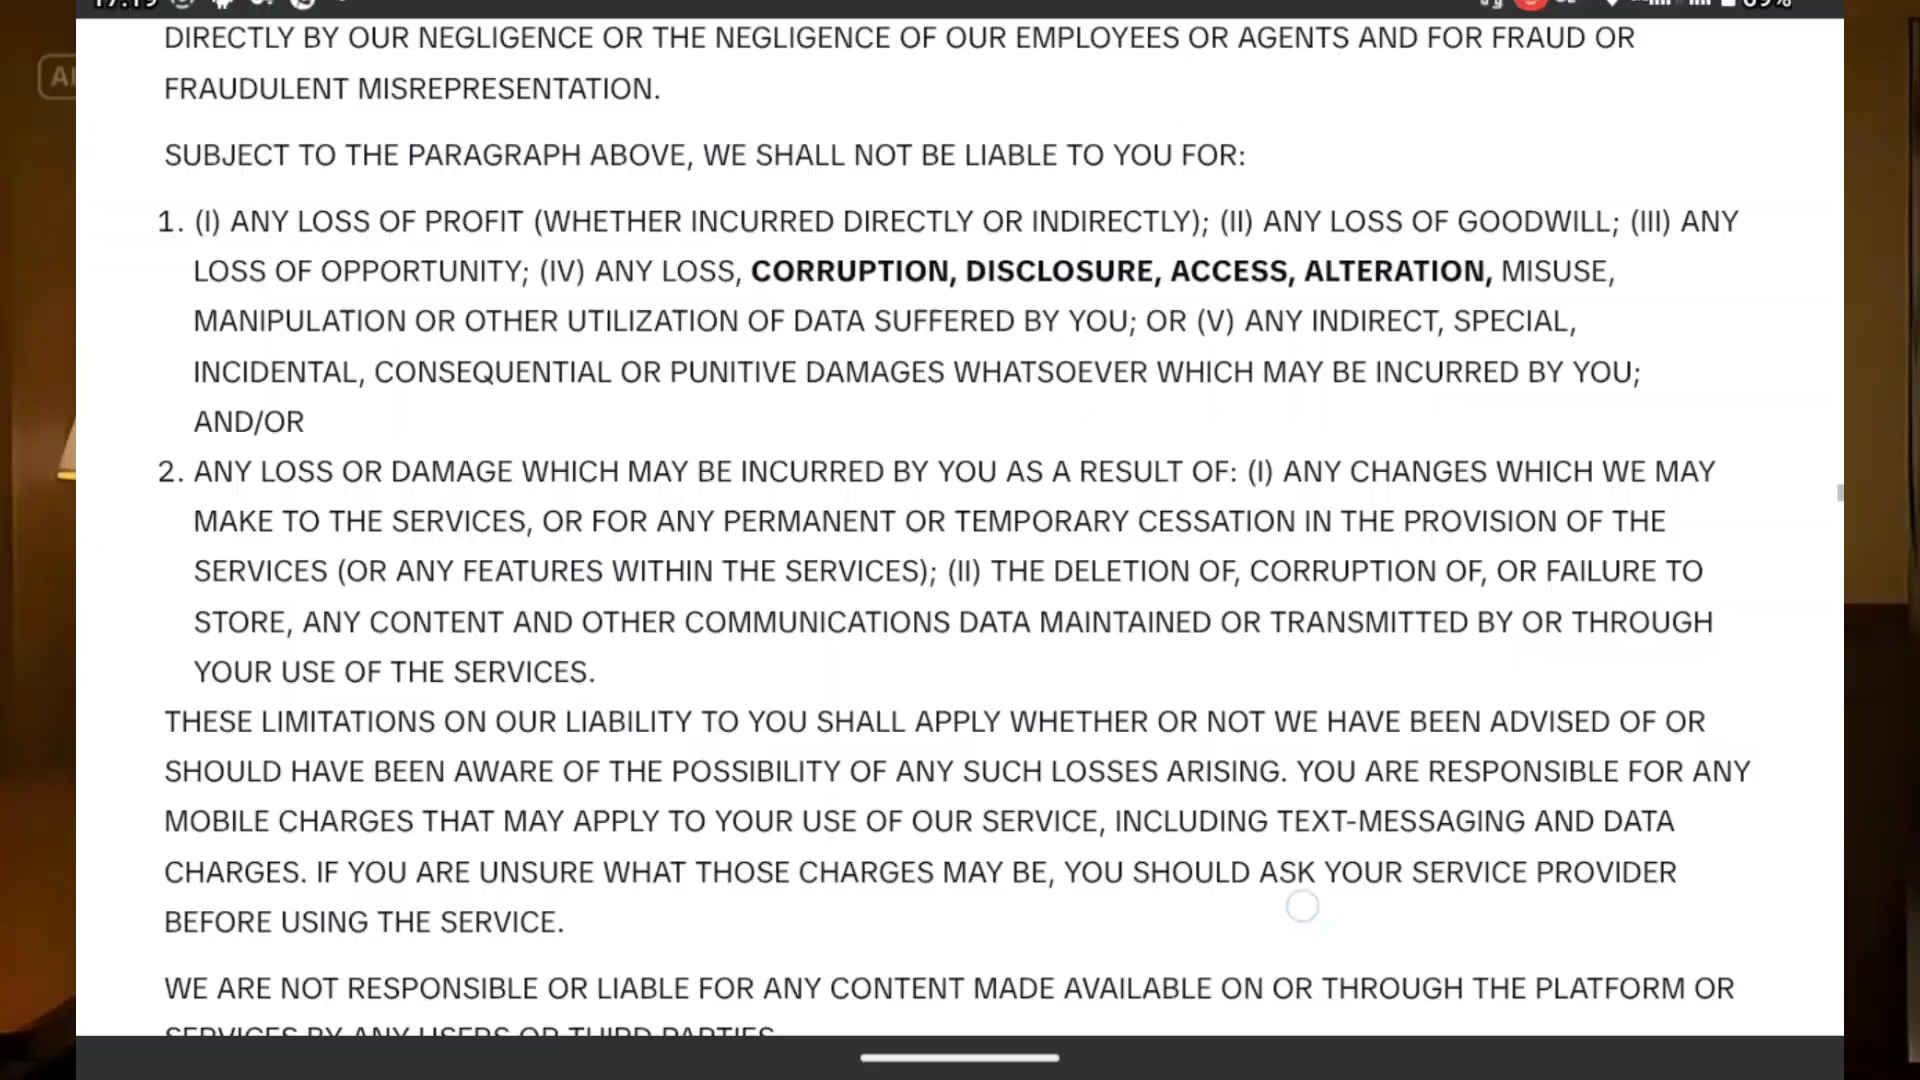 17:19
69%
DIRECTLY BY OUR NEGLIGENCE OR THE NEGLIGENCE OF OUR EMPLOYEES OR AGENTS AND FOR FRAUD OR
FRAUDULENT MISREPRESENTATION.
SUBJECT TO THE PARAGRAPH ABOVE, WE SHALL NOT BE LIABLE TO YOU FOR:
1. (I) ANY LOSS OF PROFIT (WHETHER INCURRED DIRECTLY OR INDIRECTLY); (II) ANY LOSS OF GOODWILL; (III) ANY
LOSS OF OPPORTUNITY; (IV) ANY LOSS, CORRUPTION, DISCLOSURE, ACCESS, ALTERATION, MISUSE,
MANIPULATION OR OTHER UTILIZATION OF DATA SUFFERED BY YOU; OR (V) ANY INDIRECT, SPECIAL,
INCIDENTAL, CONSEQUENTIAL OR PUNITIVE DAMAGES WHATSOEVER WHICH MAY BE INCURRED BY YOU;
AND/OR
2. ANY LOSS OR DAMAGE WHICH MAY BE INCURRED BY YOU AS A RESULT OF: (I) ANY CHANGES WHICH WE MAY
MAKE TO THE SERVICES, OR FOR ANY PERMANENT OR TEMPORARY CESSATION IN THE PROVISION OF THE
SERVICES (OR ANY FEATURES WITHIN THE SERVICES); (II) THE DELETION OF, CORRUPTION OF, OR FAILURE TO
STORE, ANY CONTENT AND OTHER COMMUNICATIONS DATA MAINTAINED OR TRANSMITTED BY OR THROUGH
YOUR USE OF THE SERVICES.
THESE LIMITATIONS ON OUR LIABILITY TO YOU SHALL APPLY WHETHER OR NOT WE HAVE BEEN ADVISED OF OR
SHOULD HAVE BEEN AWARE OF THE POSSIBILITY OF ANY SUCH LOSSES ARISING. YOU ARE RESPONSIBLE FOR ANY
MOBILE CHARGES THAT MAY APPLY TO YOUR USE OF OUR SERVICE, INCLUDING TEXT-MESSAGING AND DATA
CHARGES. IF YOU ARE UNSURE WHAT THOSE CHARGES MAY BE, YOU SHOULD ASK YOUR SERVICE PROVIDER
BEFORE USING THE SERVICE.
WE ARE NOT RESPONSIBLE OR LIABLE FOR ANY CONTENT MADE AVAILABLE ON OR THROUGH THE PLATFORM OR
SERVICES BY ANY USERS OR THIRD PARTIES.